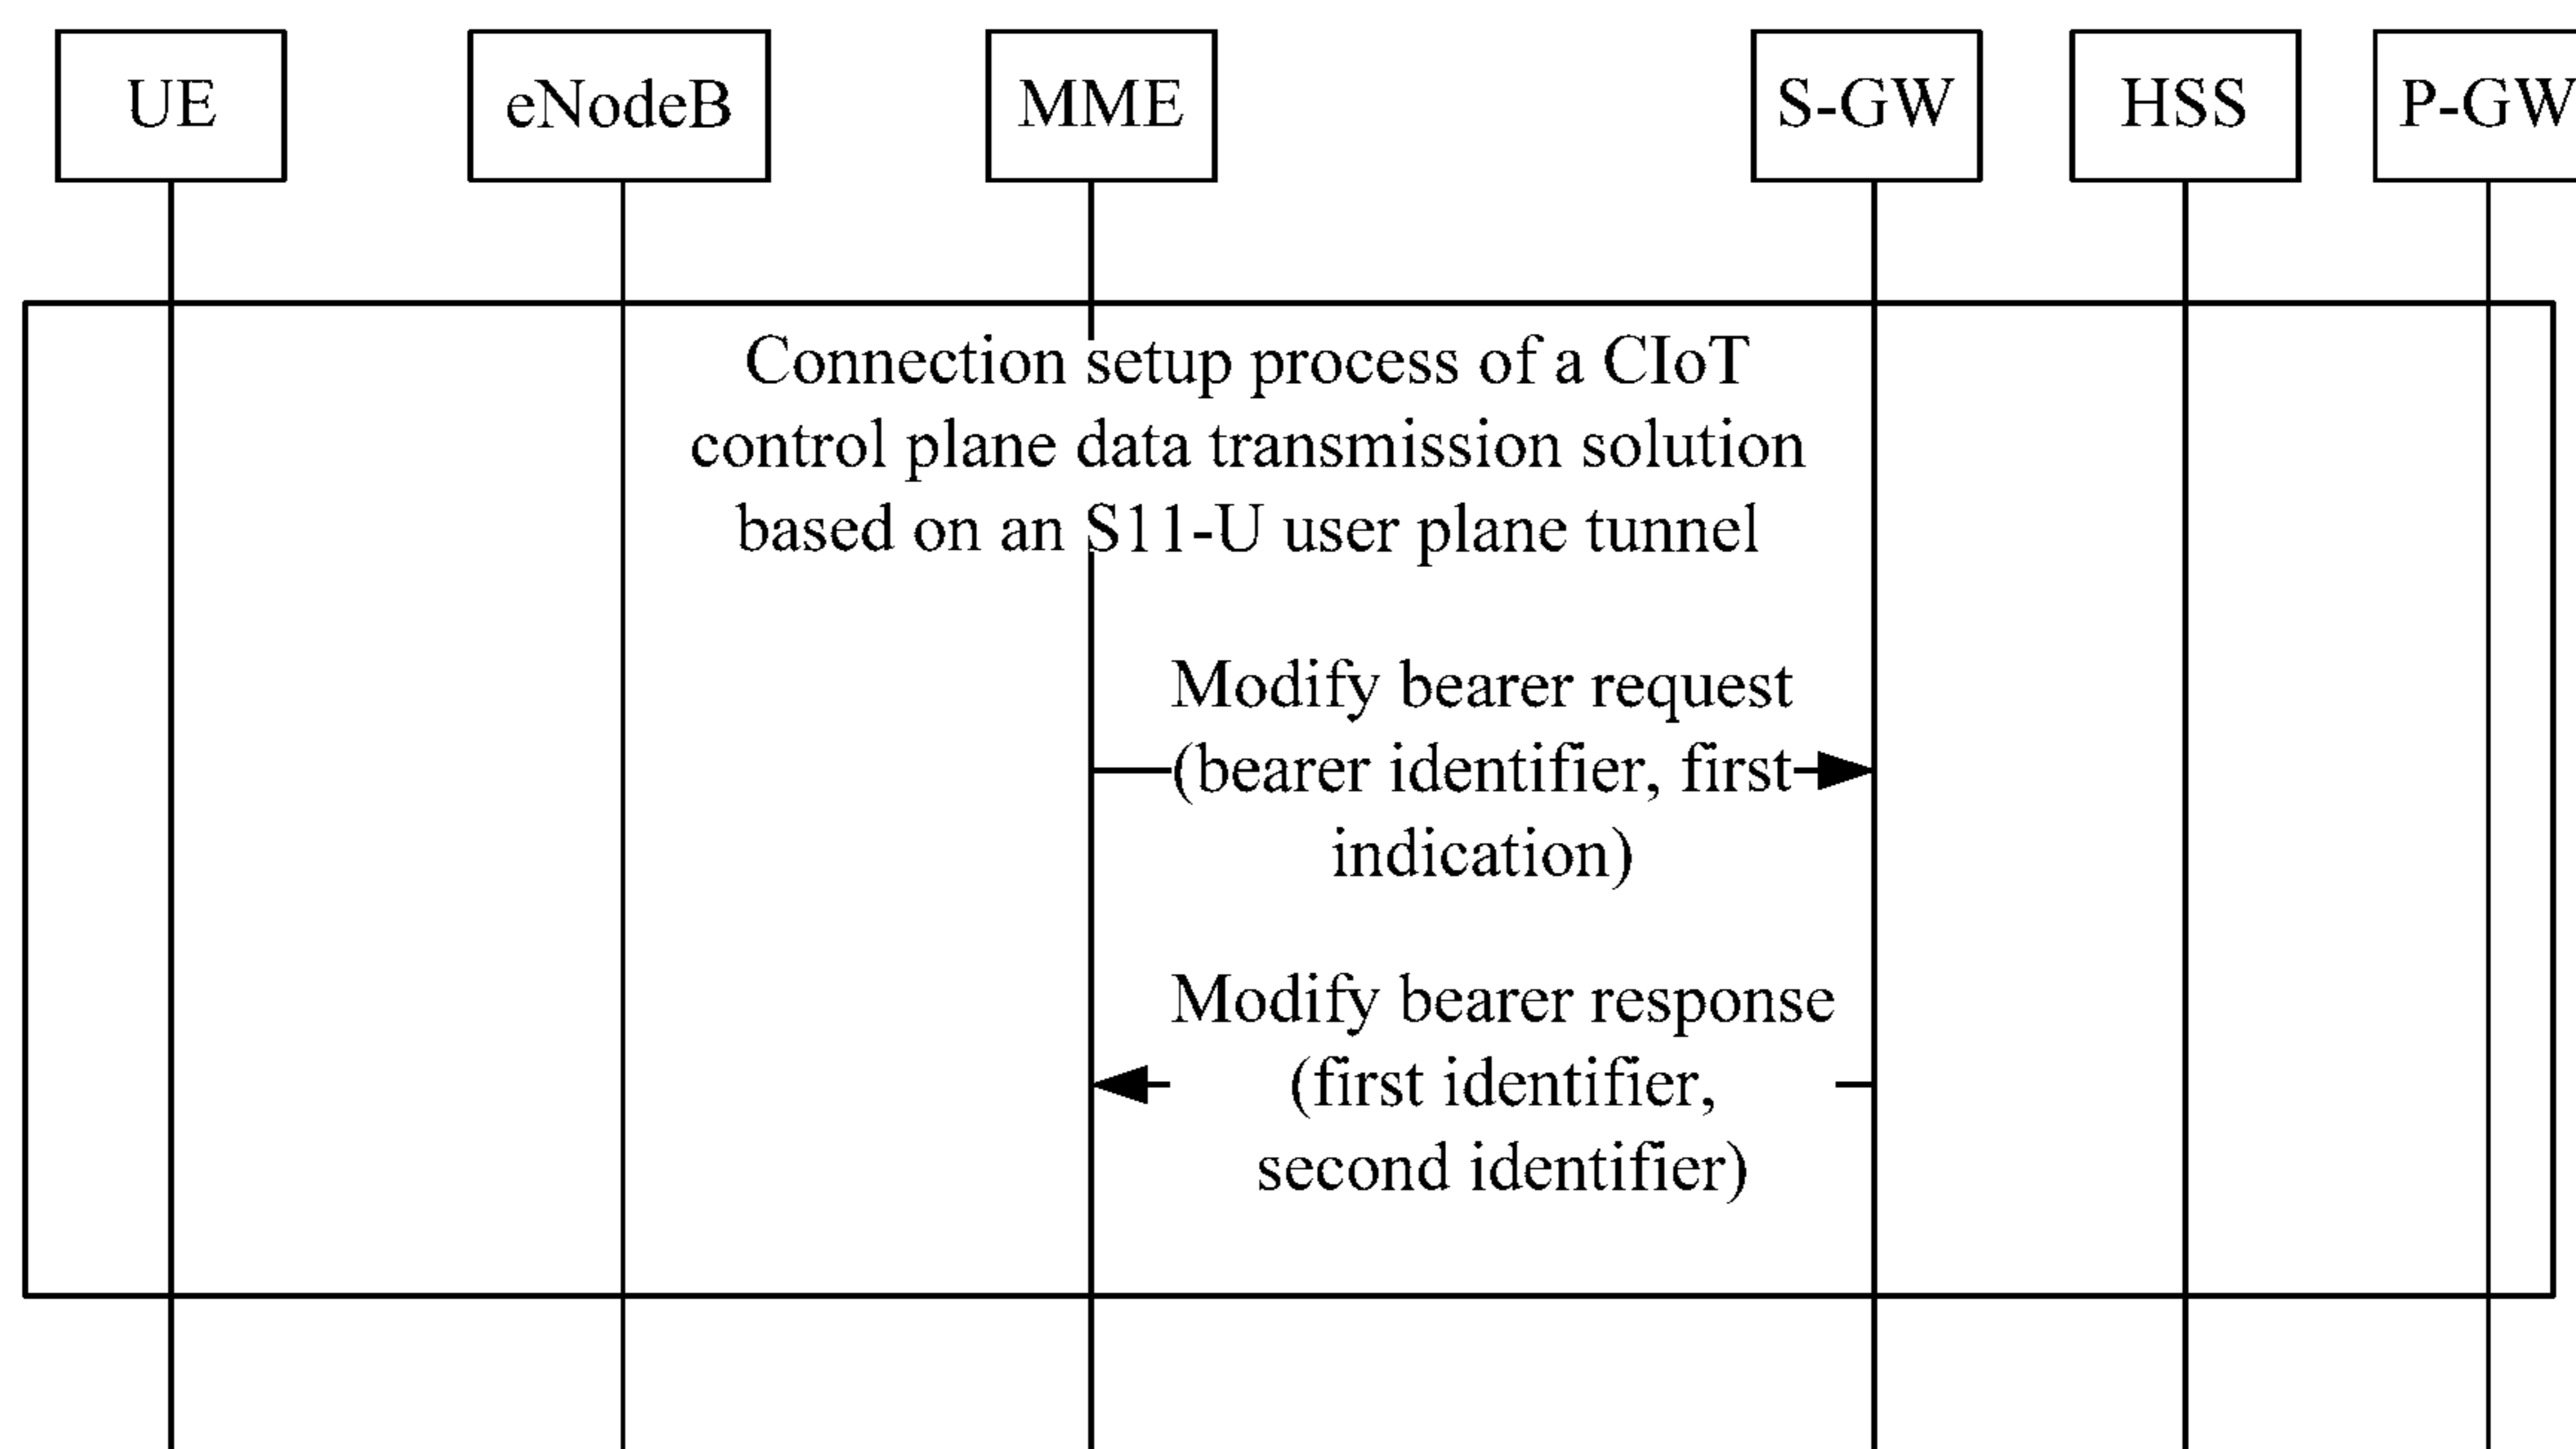 UE
eNodeB
MME
S-GW
HSS
P-GW
Connection setup process of a CIoT
control plane data transmission solution
based on an S11-U user plane tunnel
Modify bearer request
(bearer identifier, first
indication)
Modify bearer response
(first identifier,
second identifier)